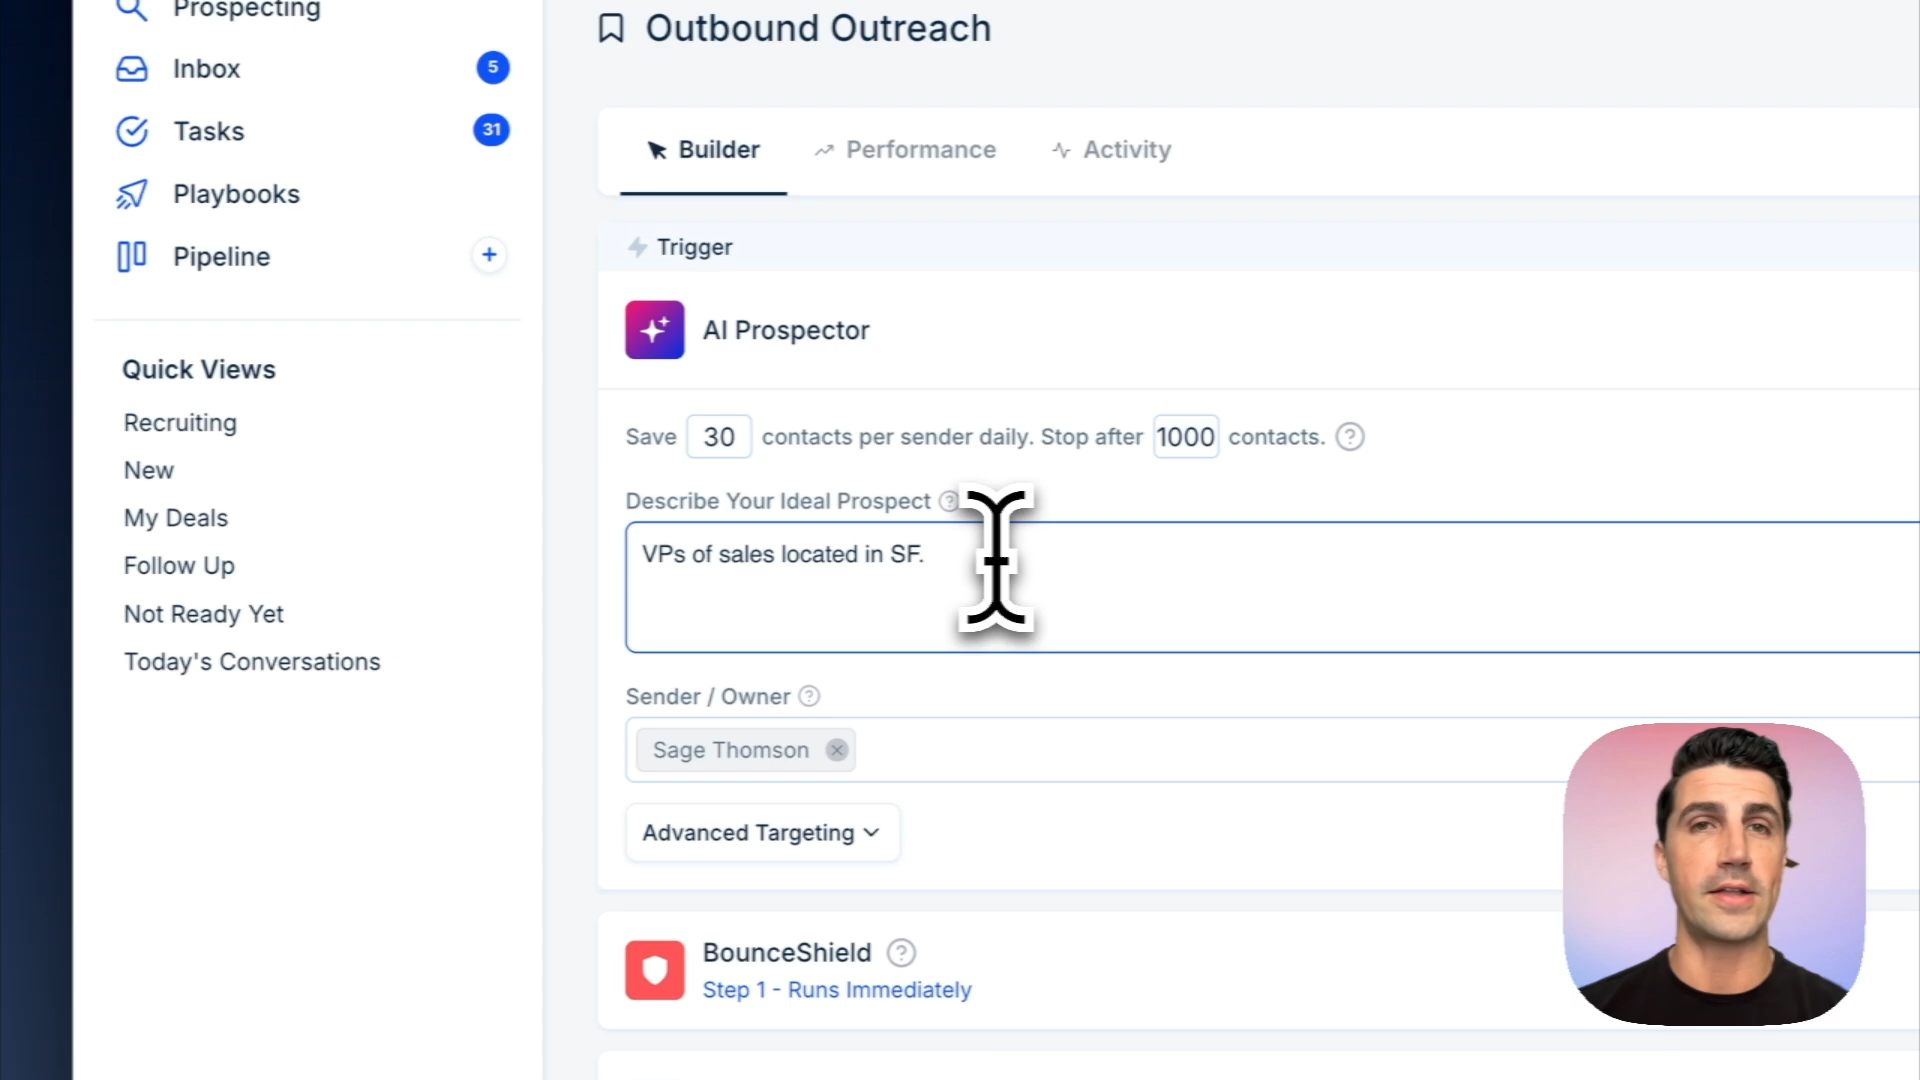 Prospecting
Inbox 5
Tasks 31
Playbooks
Pipeline +
Quick Views
Recruiting
New
My Deals
Follow Up
Not Ready Yet
Today's Conversations
Outbound Outreach
Builder Performance Activity
Trigger
AI Prospector
Save 30 contacts per sender daily. Stop after 1000 contacts. ?
Describe Your Ideal Prospect ?
VPs of sales located in SF.
Sender / Owner ?
Sage Thomson
Advanced Targeting
BounceShield ?
Step 1 - Runs Immediately